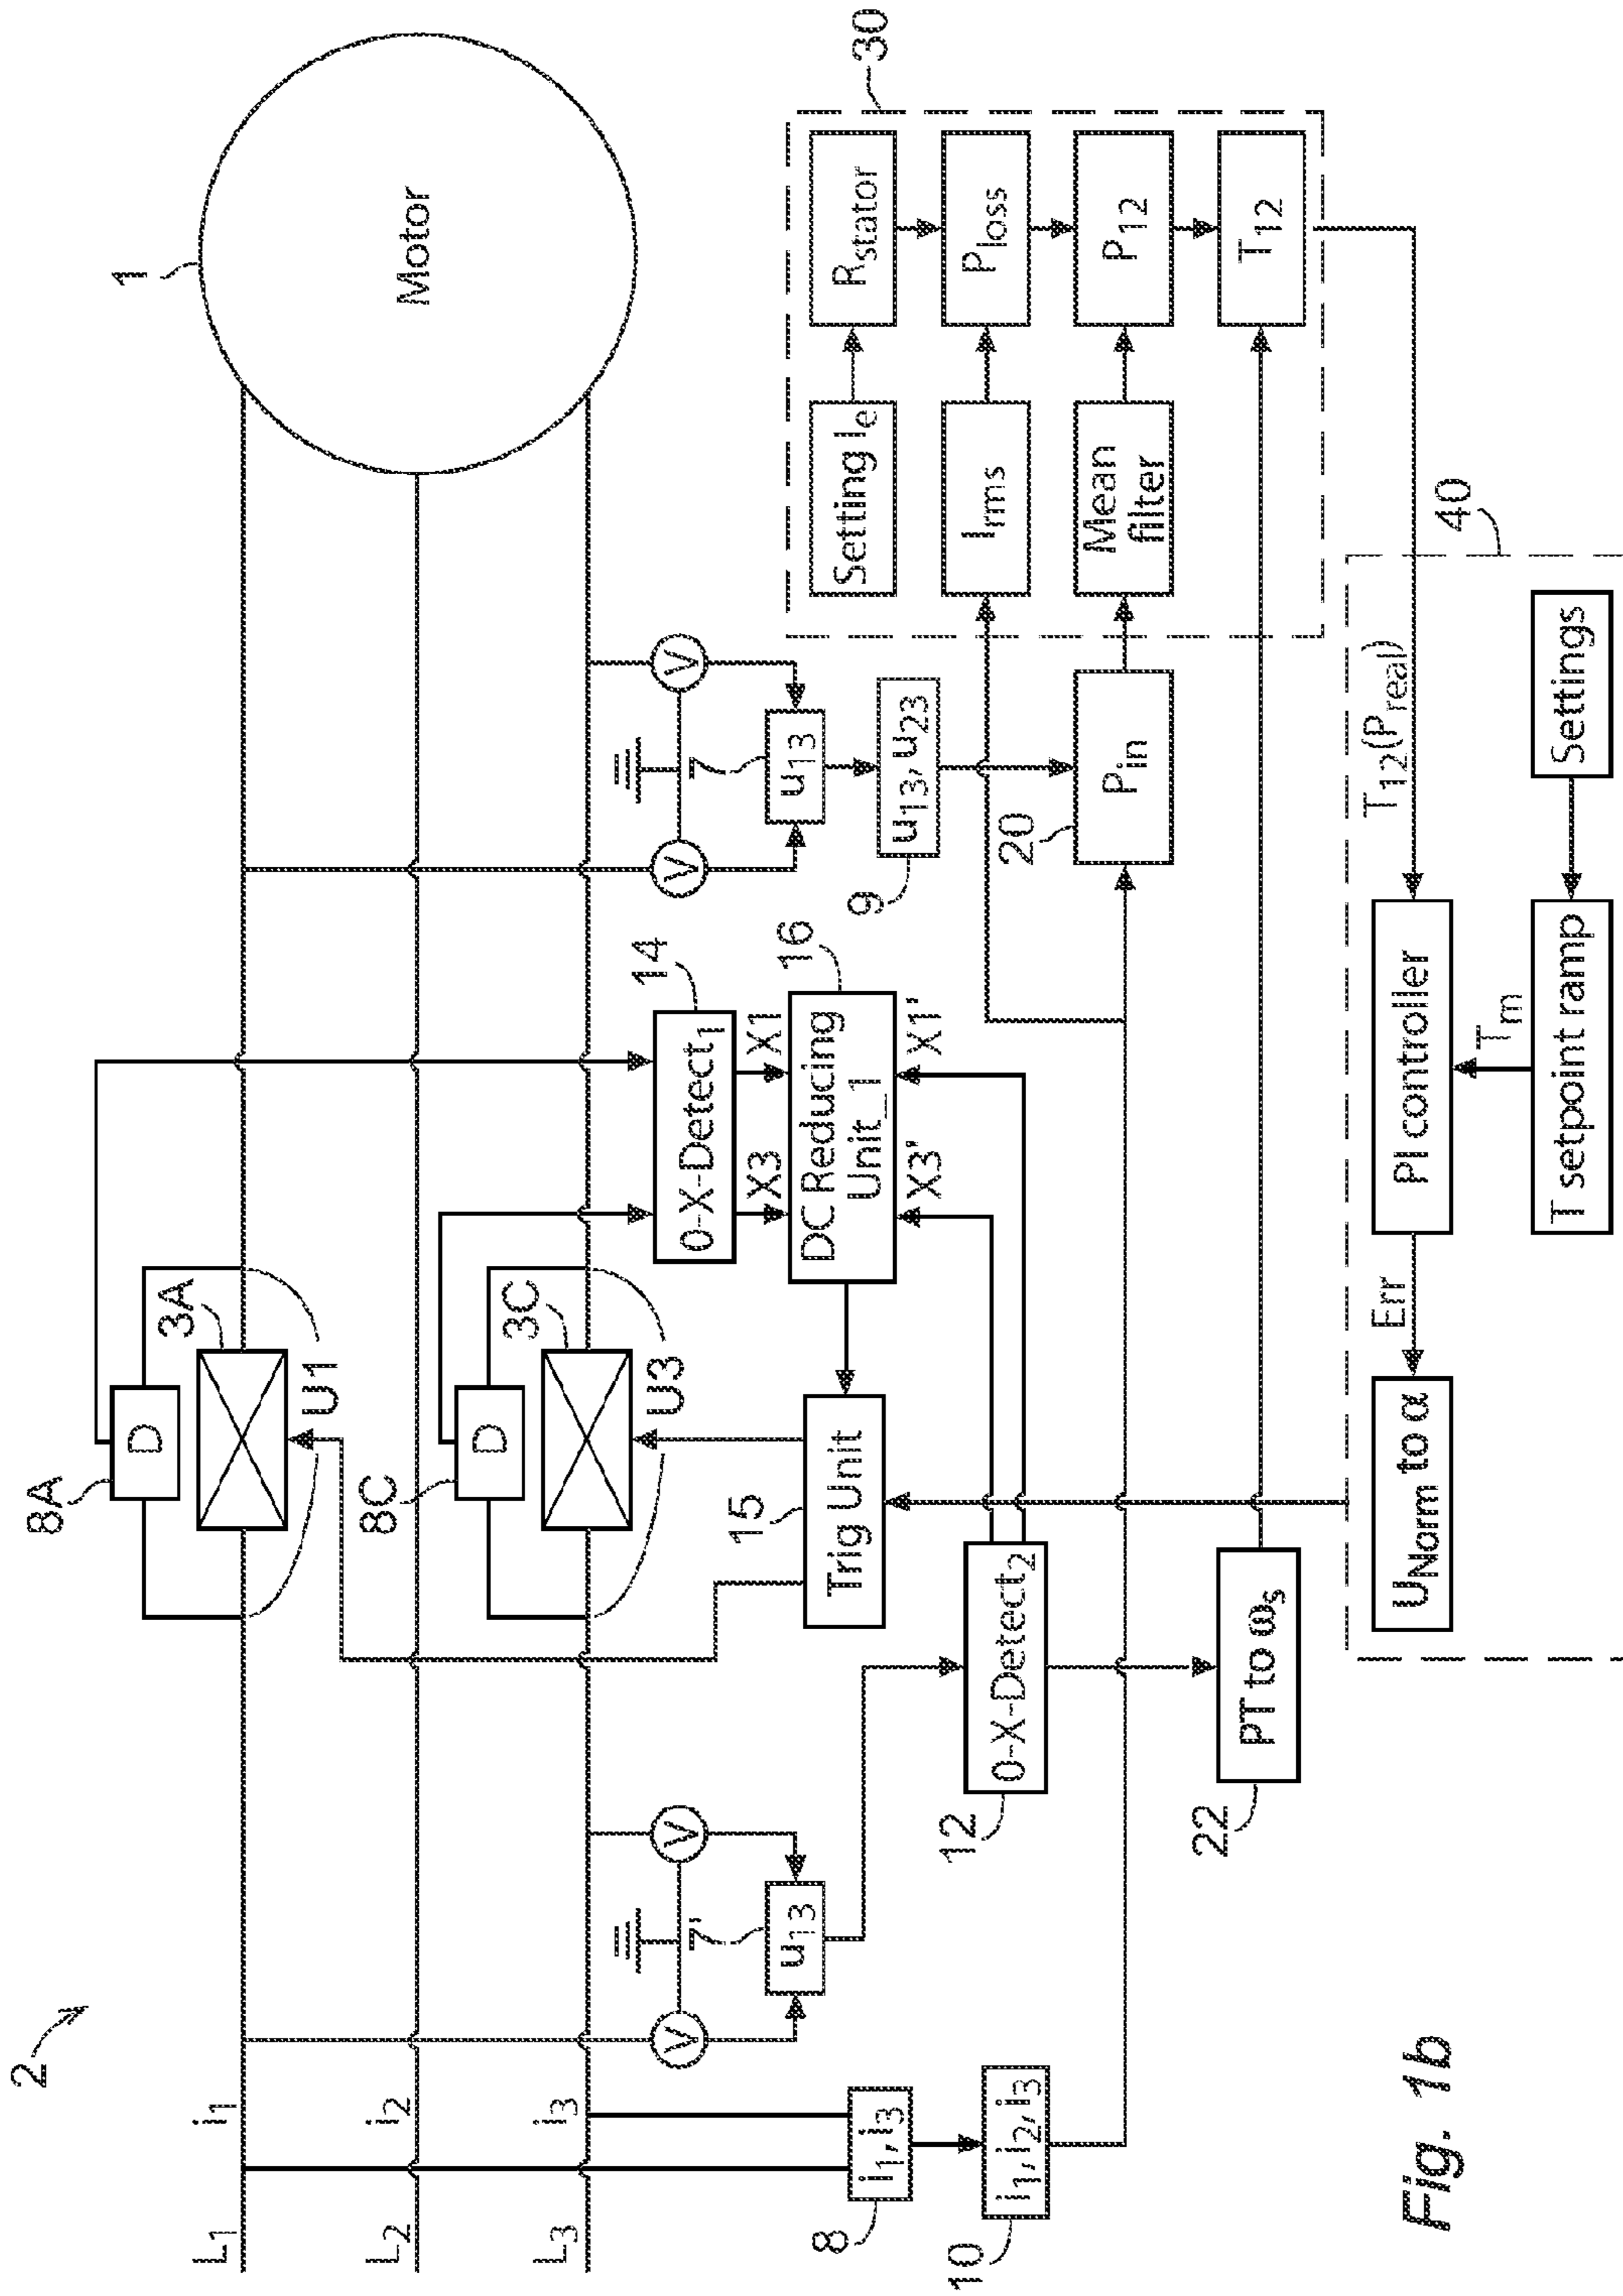 2
L1
i1
L2
i2
L3
i3
8A
D
3A
U1
8C
D
3C
U3
1
Motor
V
V
7'
u13
V
V
7
u13
8
i1,i3
10
i1,i2,i3
15
Trig Unit
0-X-Detect1
14
X3
X1
DC Reducing
Unit_1
16
X3'
X1'
9
u13,u23
12
0-X-Detect2
20
Pin
22
PT to ωs
30
Setting Ie
Rstator
Irms
Ploss
Mean
filter
P12
T12
40
T12(Preal)
UNorm to α
Err
PI controller
Tm
T setpoint ramp
Settings
Fig. 1b